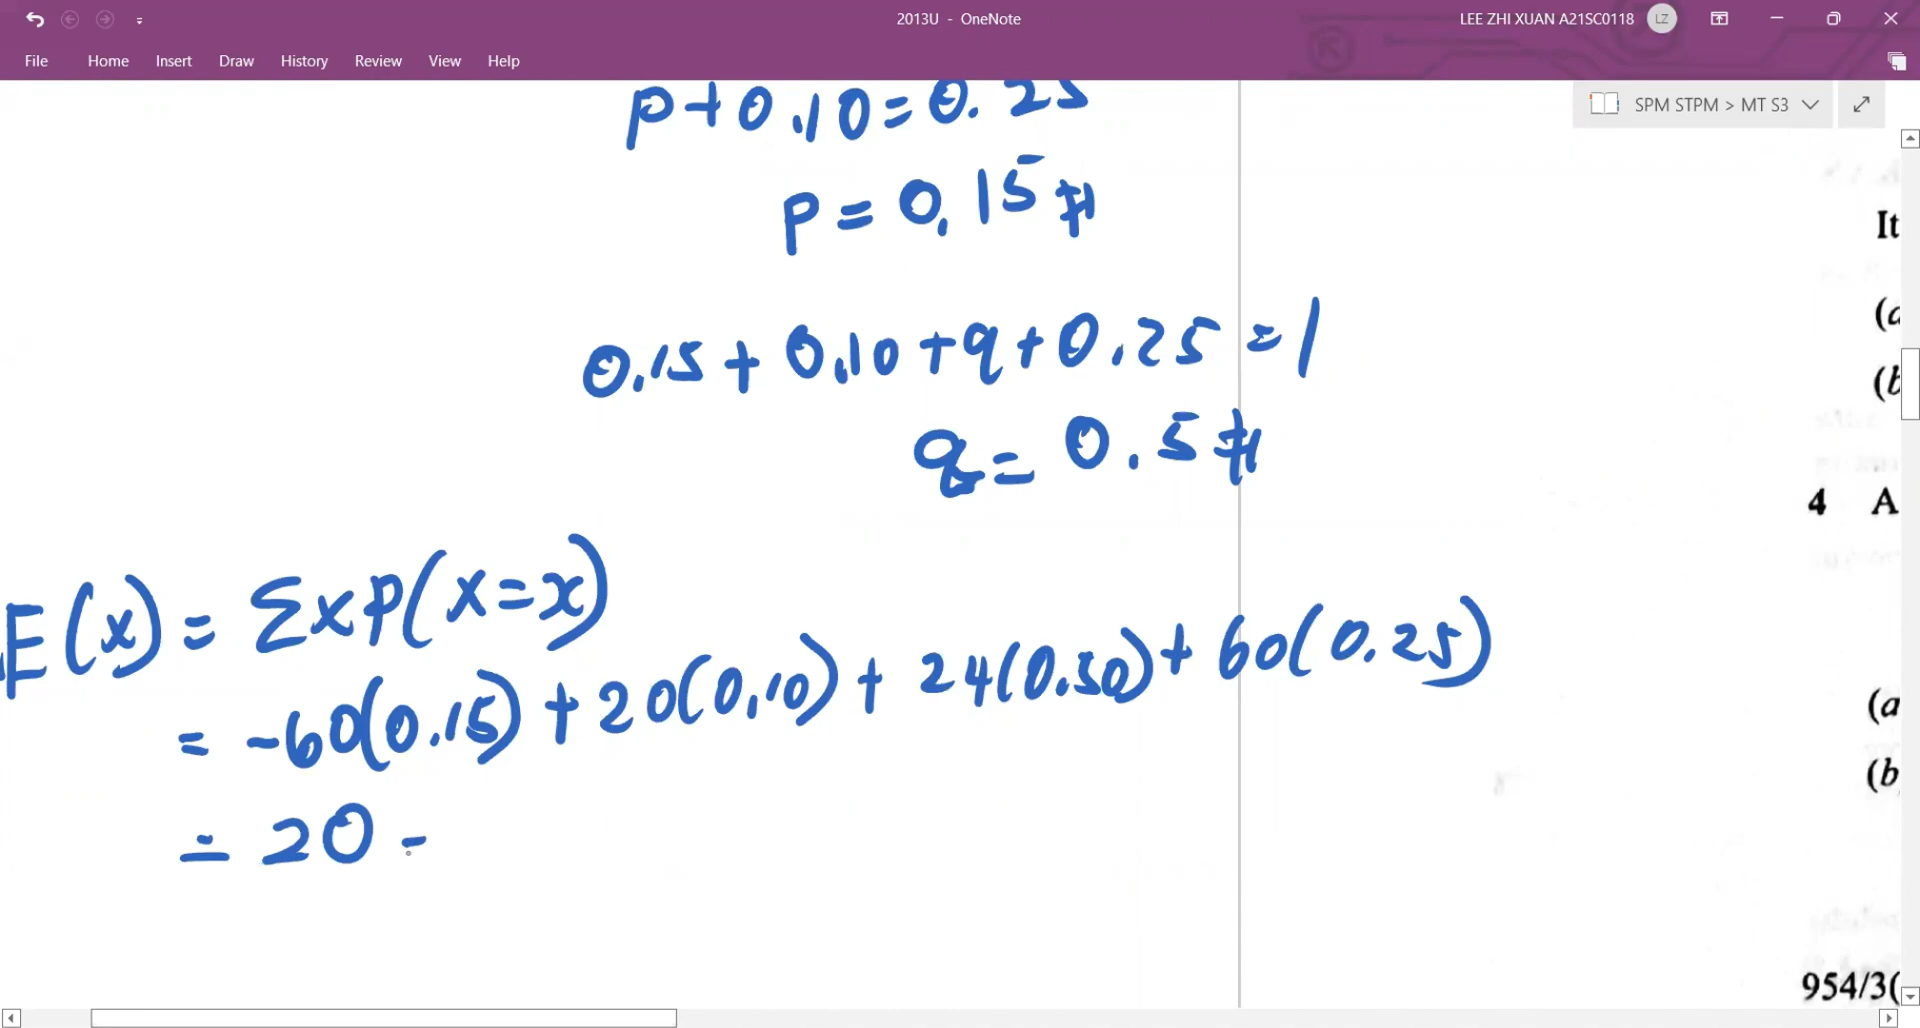 2013U - OneNote
LEE ZHI XUAN A21SC0118
LZ
File Home Insert Draw History Review View Help
SPM STPM > MT S3
p+0.10=0.25
p=0.15#
0.15+0.10+q+0.25=1
q=0.5#
E(x)=Σxp(x=x)
=-60(0.15)+20(0.10)+24(0.50)+60(0.25)
=20-
It
(a
(b
4 A
(a
(b
954/3(